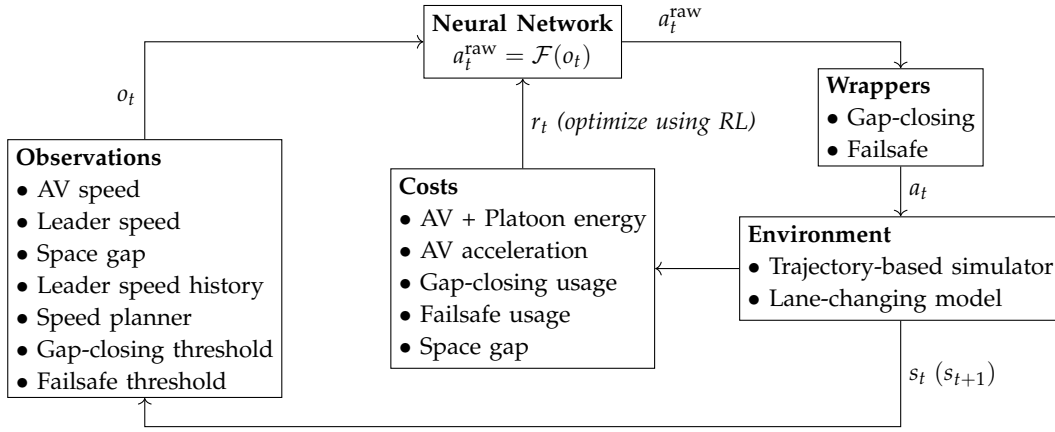 Neural Network
a_t^raw = F(o_t)
a_t^raw
o_t
r_t (optimize using RL)
Wrappers
• Gap-closing
• Failsafe
a_t
Observations
• AV speed
• Leader speed
• Space gap
• Leader speed history
• Speed planner
• Gap-closing threshold
• Failsafe threshold
Costs
• AV + Platoon energy
• AV acceleration
• Gap-closing usage
• Failsafe usage
• Space gap
Environment
• Trajectory-based simulator
• Lane-changing model
s_t (s_{t+1})